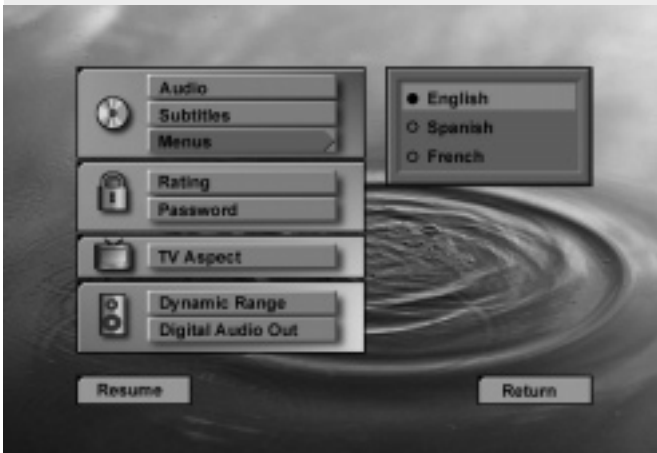 Audio
Subtitles
Menus
Rating
Password
TV Aspect
Dynamic Range
Digital Audio Out
English
Spanish
French
Resume
Return